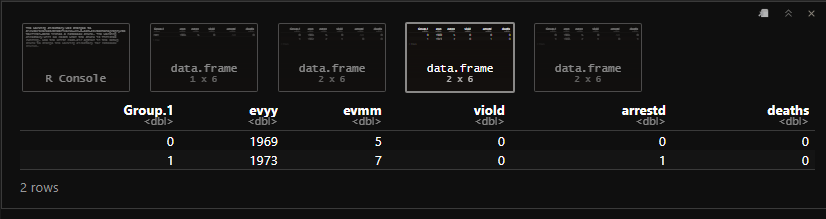 R Console
data.frame
1 x 6
data.frame
2 x 6
data.frame
2 x 6
data.frame
2 x 6
Group.1 evyy evmm viold arrestd deaths
<dbl> <dbl> <dbl> <dbl> <dbl> <dbl>
0 1969 5 0 0 0
1 1973 7 0 1 0
2 rows